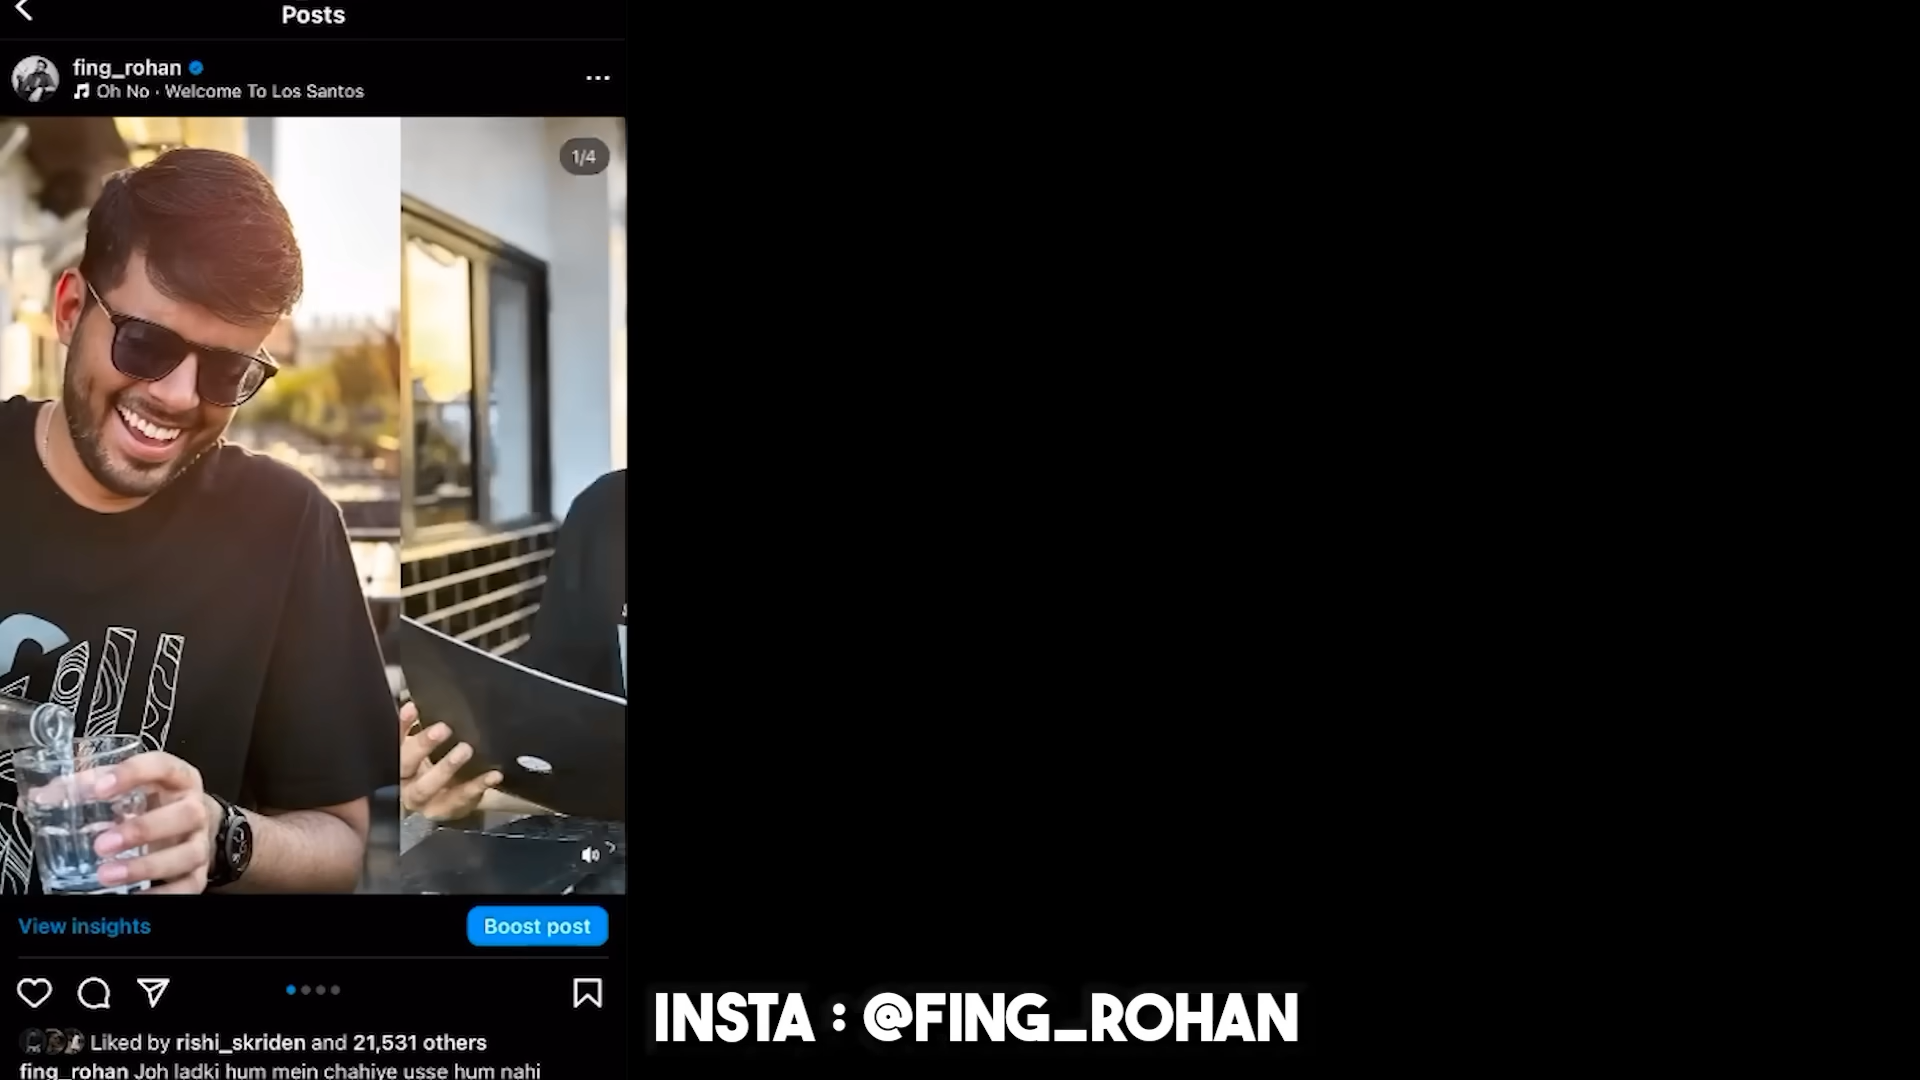 Posts
fing_rohan
Oh No · Welcome To Los Santos
1/4
View insights
Boost post
Liked by rishi_skriden and 21,531 others
fing_rohan Joh ladki hum mein chahiye usse hum nahi
INSTA : @FING_ROHAN